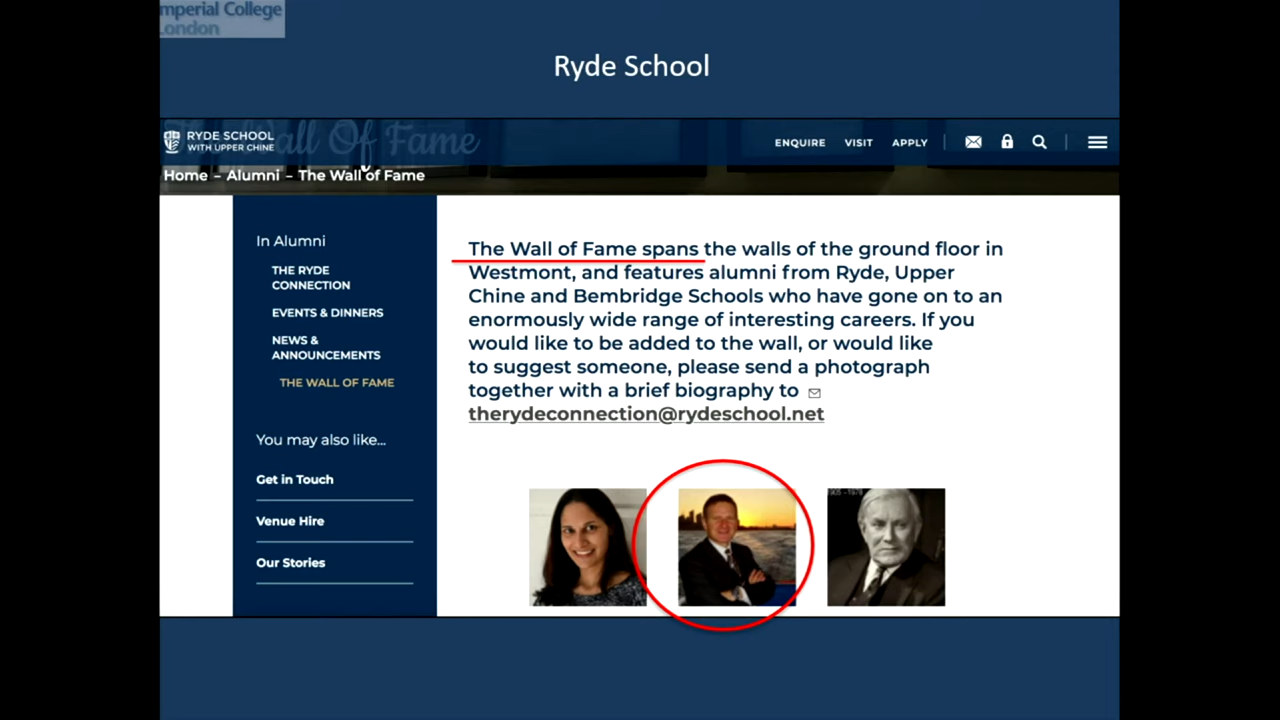 mperial College
London
Ryde School
The Wall Of Fame
RYDE SCHOOL
WITH UPPER CHINE
ENQUIRE VISIT APPLY
Home – Alumni – The Wall of Fame
In Alumni
THE RYDE
CONNECTION
EVENTS & DINNERS
NEWS &
ANNOUNCEMENTS
THE WALL OF FAME
You may also like...
Get in Touch
Venue Hire
Our Stories
The Wall of Fame spans the walls of the ground floor in
Westmont, and features alumni from Ryde, Upper
Chine and Bembridge Schools who have gone on to an
enormously wide range of interesting careers. If you
would like to be added to the wall, or would like
to suggest someone, please send a photograph
together with a brief biography to
therydeconnection@rydeschool.net